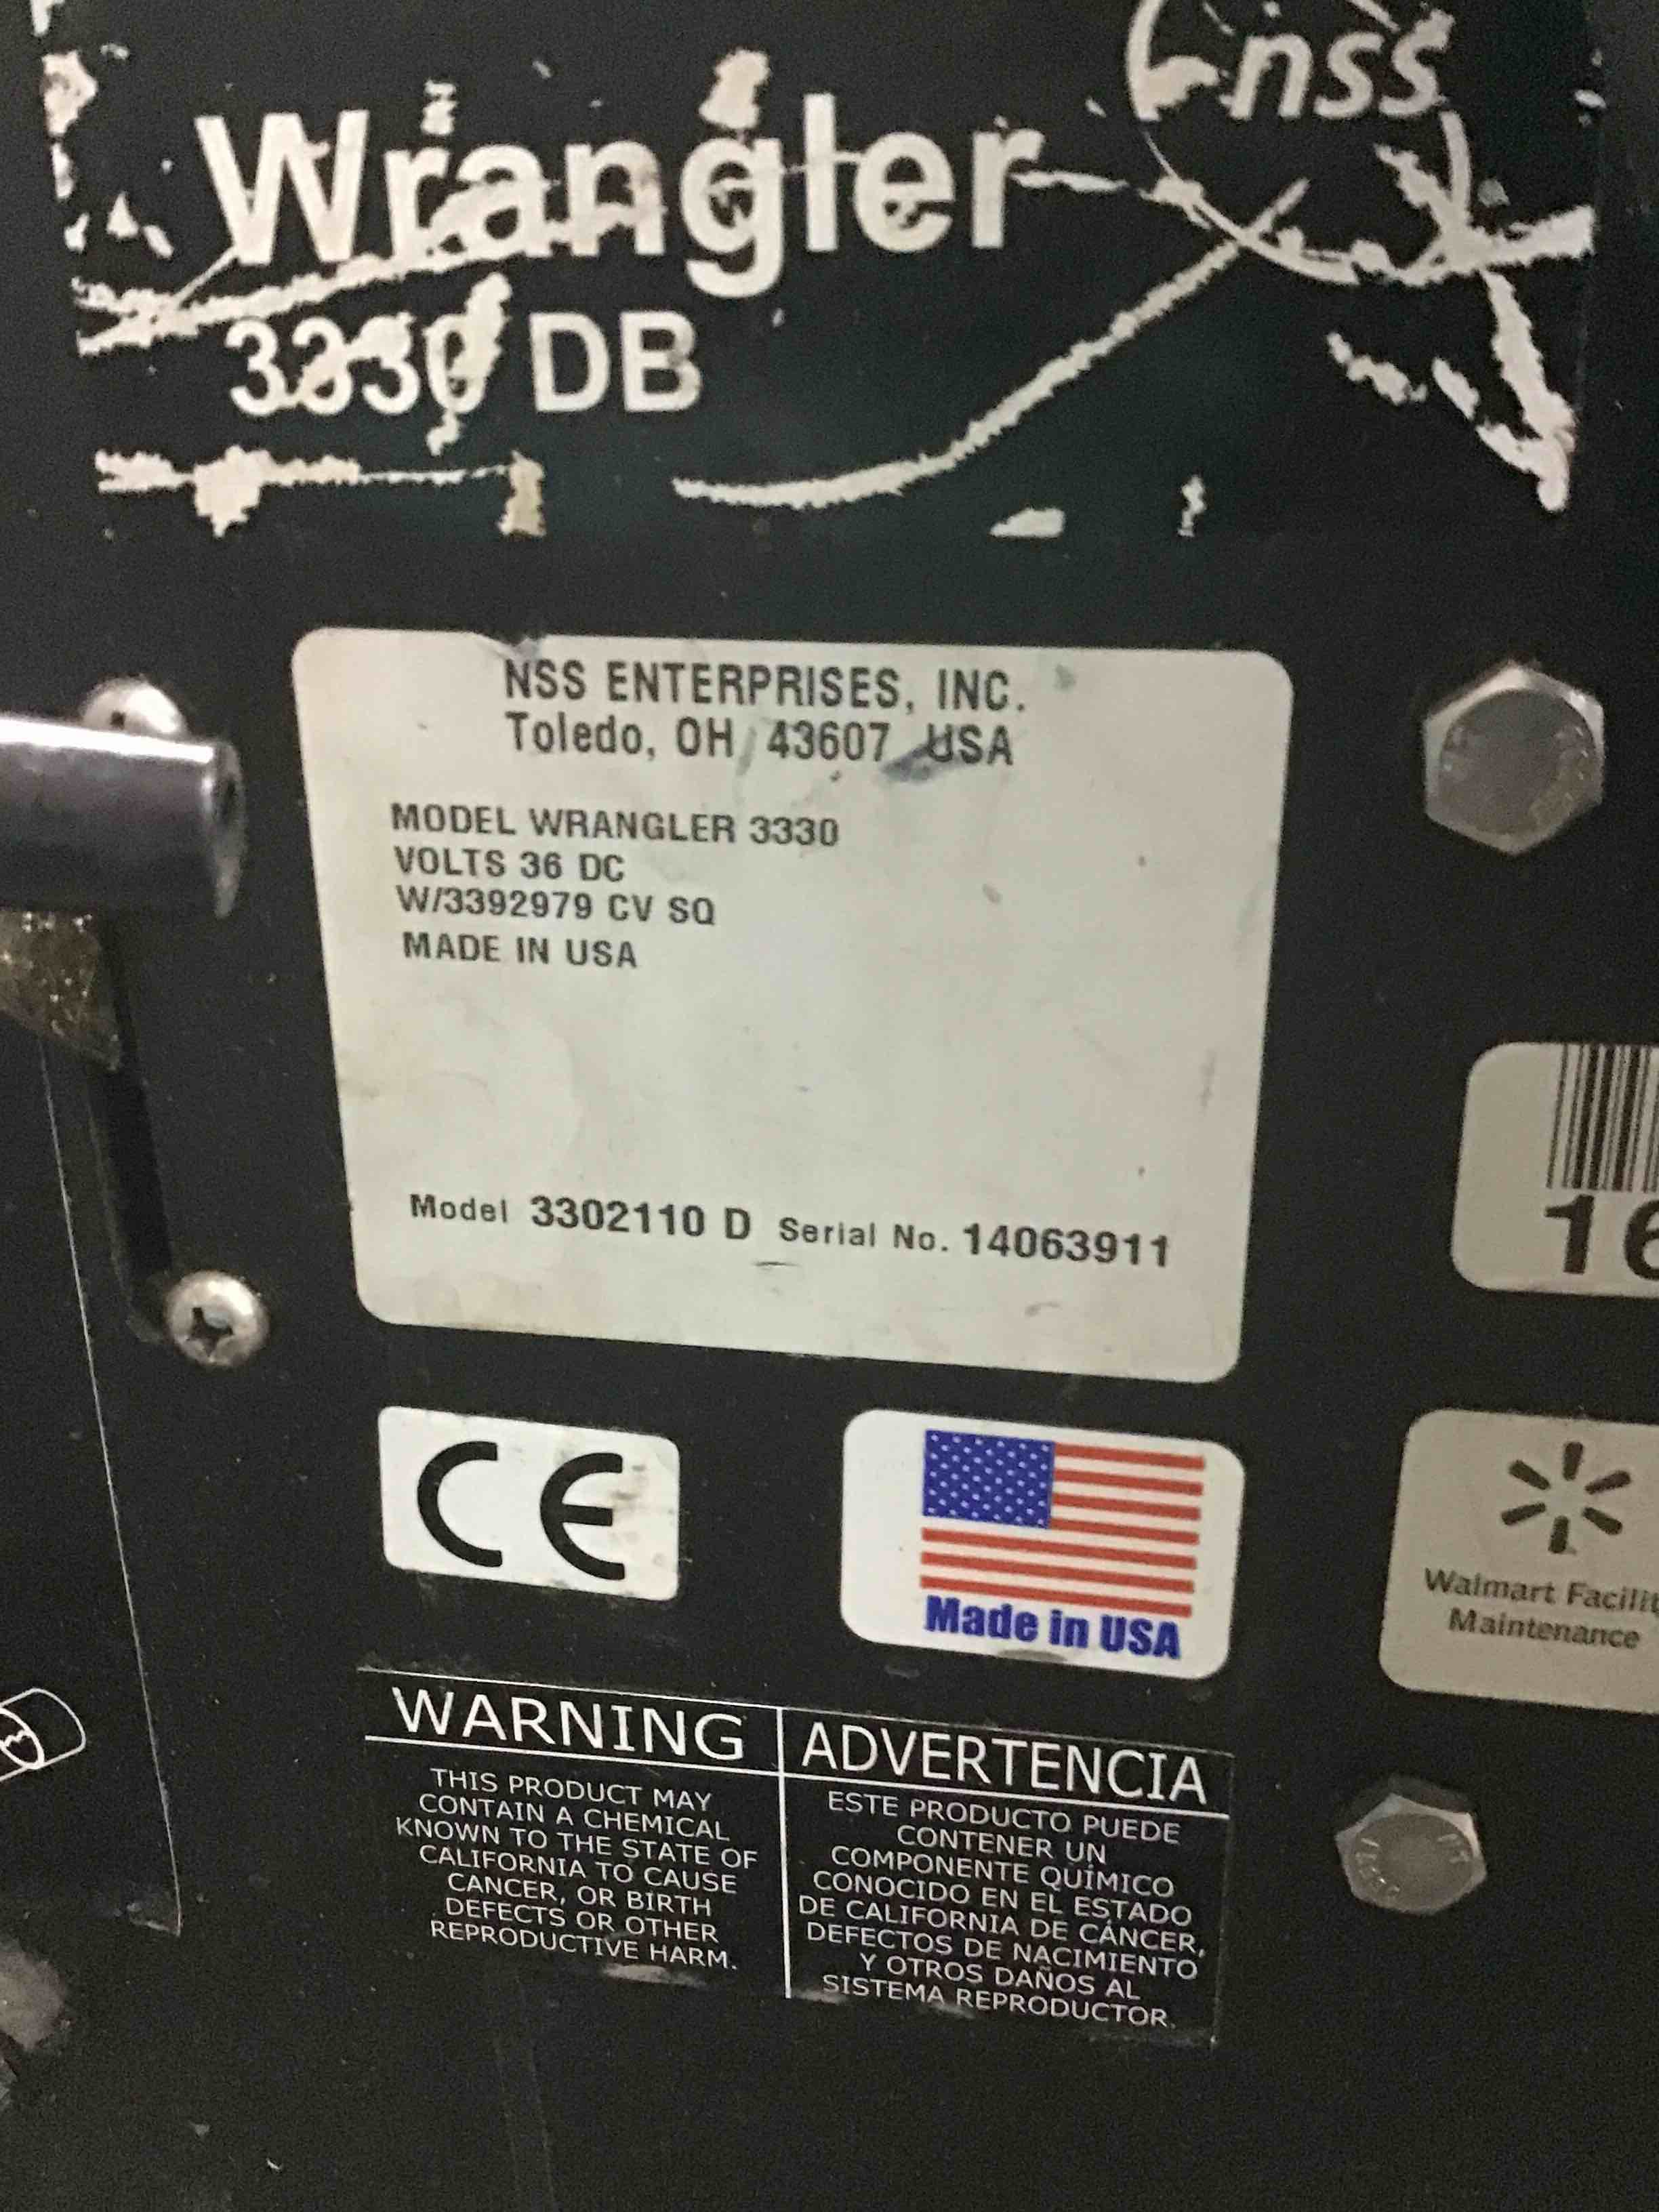 nss
Wrangler
3330 DB
NSS ENTERPRISES, INC.
Toledo, OH 43607 USA
MODEL WRANGLER 3330
VOLTS 36 DC
W/3392979 CV SQ
MADE IN USA
Model 3302110 D Serial No. 14063911
16
CE
Made in USA
Walmart Facilit
Maintenance
WARNING
THIS PRODUCT MAY
CONTAIN A CHEMICAL
KNOWN TO THE STATE OF
CALIFORNIA TO CAUSE
CANCER, OR BIRTH
DEFECTS OR OTHER
REPRODUCTIVE HARM.
ADVERTENCIA
ESTE PRODUCTO PUEDE
CONTENER UN
COMPONENTE QUÍMICO
CONOCIDO EN EL ESTADO
DE CALIFORNIA DE CÁNCER,
DEFECTOS DE NACIMIENTO
Y OTROS DAÑOS AL
SISTEMA REPRODUCTOR.